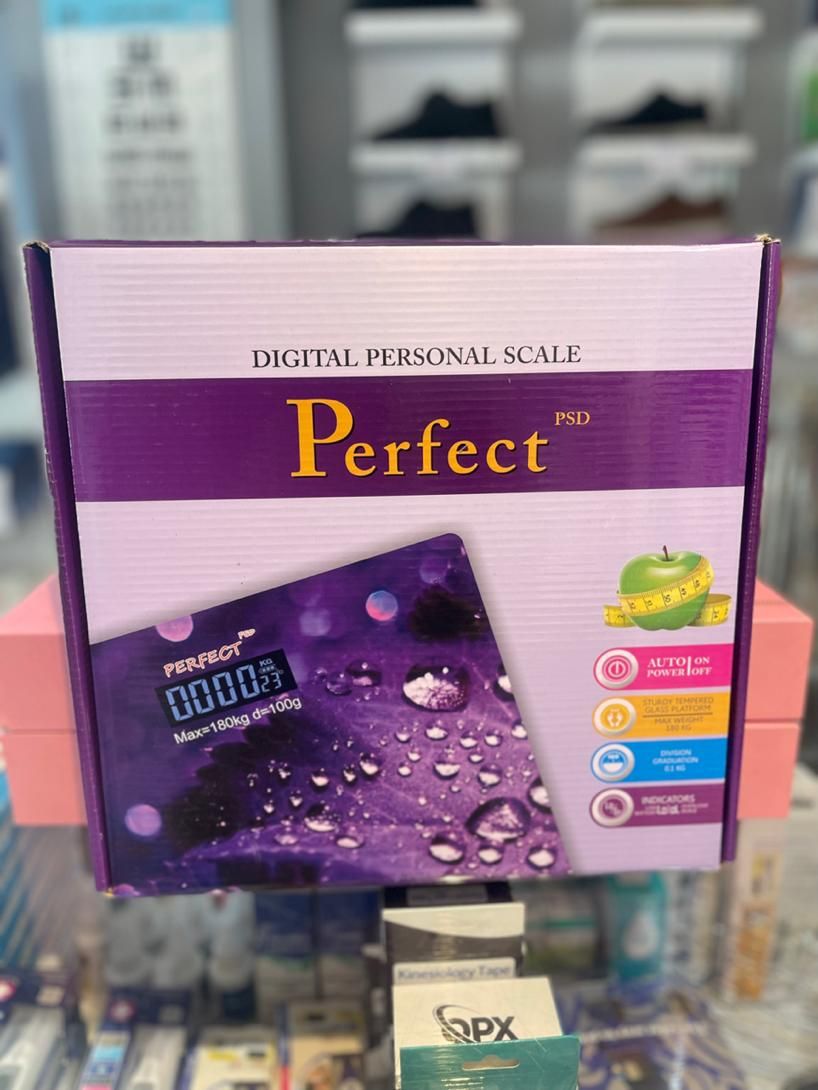 DIGITAL PERSONAL SCALE
Perfect PSD
PERFECT PSD
0000 KG
23
Max=180kg d=100g
AUTO POWER ON OFF
STURDY TEMPERED
GLASS PLATFORM
MAX WEIGHT
180 KG
DIVISION
GRADUATION
0.1 KG
INDICATORS
Kinesiology Tape
OPX